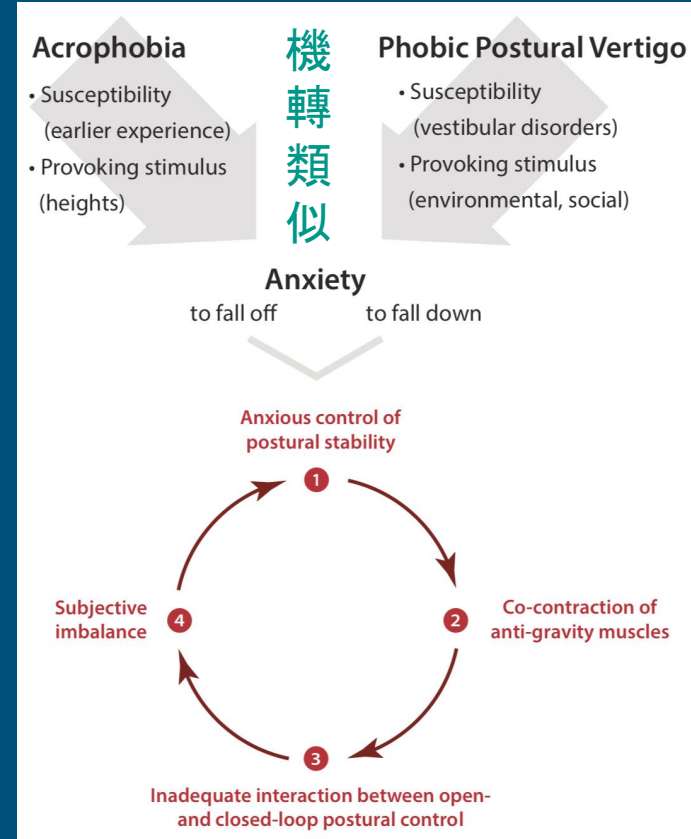 Acrophobia
• Susceptibility
(earlier experience)
• Provoking stimulus
(heights)
機
轉
類
似
Phobic Postural Vertigo
• Susceptibility
(vestibular disorders)
• Provoking stimulus
(environmental, social)
Anxiety
to fall off
to fall down
Anxious control of
postural stability
1
2
Co-contraction of
anti-gravity muscles
3
Inadequate interaction between open-
and closed-loop postural control
4
Subjective
imbalance